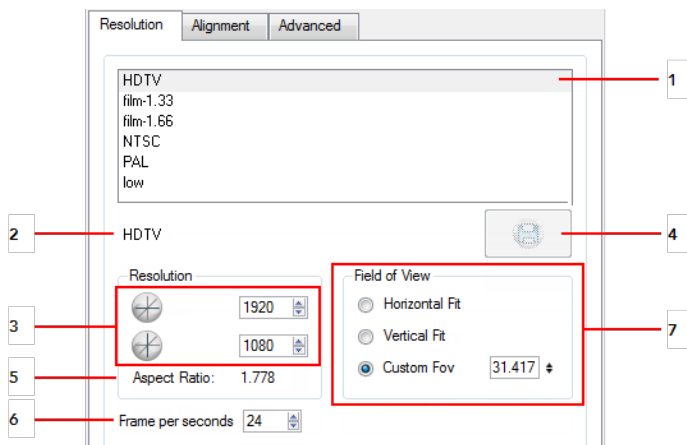 Resolution Alignment Advanced
HDTV
film-1.33
film-1.66
NTSC
PAL
low
1
2 HDTV 4
Resolution Field of View
1920 Horizontal Fit
3 Vertical Fit 7
1080
5 Aspect Ratio: 1.778 Custom Fov 31.417
6 Frame per seconds 24